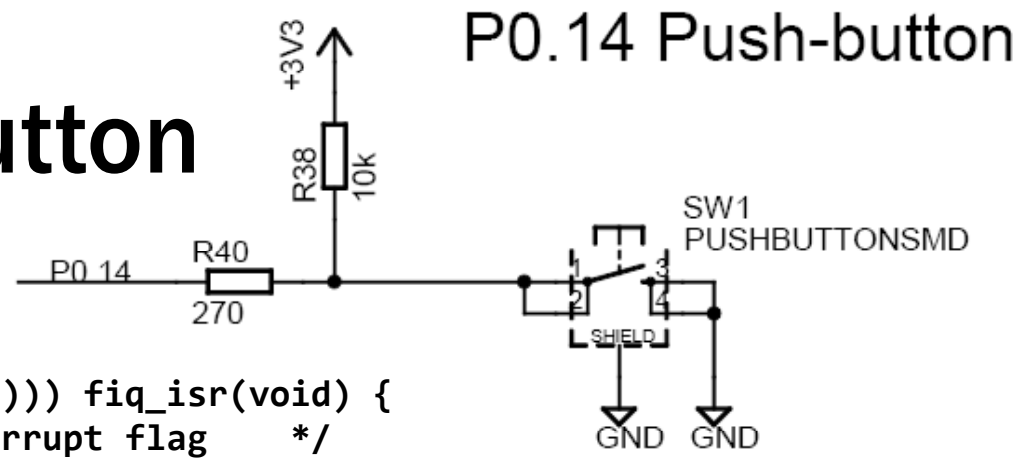 P0.14 Push-button
+3V3
utton
R38
10k
SW1
PUSHBUTTONSMD
R40
P0.14
270
1
3
2
4
SHIELD
))) fiq_isr(void) {
rrupt flag    */
GND
GND